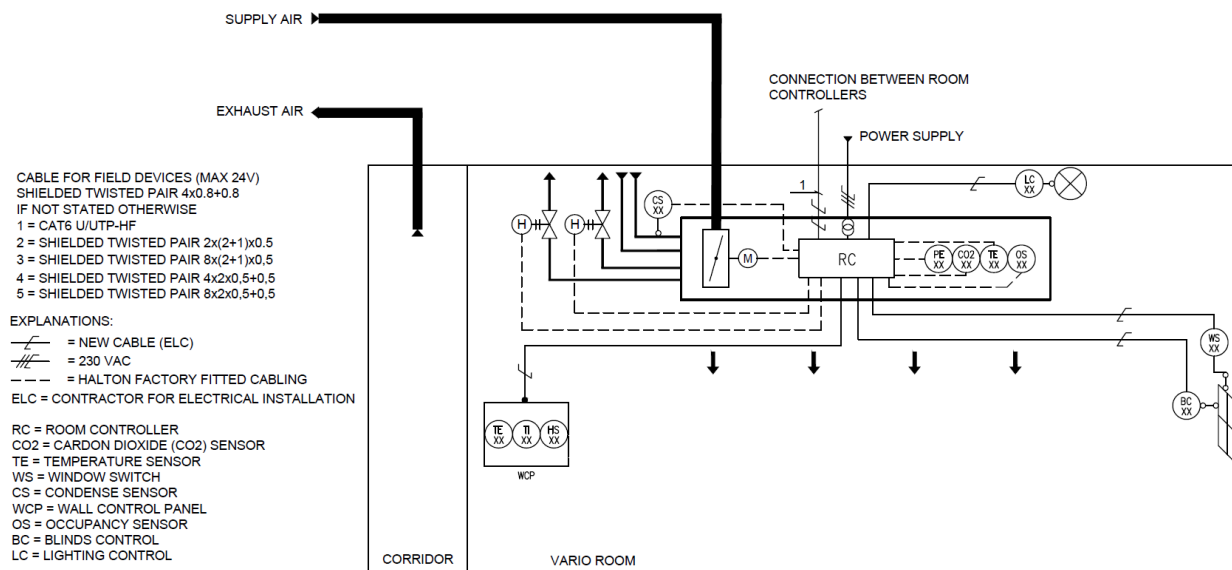 SUPPLY AIR
EXHAUST AIR
CONNECTION BETWEEN ROOM
CONTROLLERS
POWER SUPPLY
CABLE FOR FIELD DEVICES (MAX 24V)
SHIELDED TWISTED PAIR 4x0.8+0.8
IF NOT STATED OTHERWISE
1 = CAT6 U/UTP-HF
2 = SHIELDED TWISTED PAIR 2x(2+1)x0.5
3 = SHIELDED TWISTED PAIR 8x(2+1)x0,5
4 = SHIELDED TWISTED PAIR 4x2x0,5+0,5
5 = SHIELDED TWISTED PAIR 8x2x0,5+0,5
EXPLANATIONS:
= NEW CABLE (ELC)
= 230 VAC
= HALTON FACTORY FITTED CABLING
ELC = CONTRACTOR FOR ELECTRICAL INSTALLATION
RC = ROOM CONTROLLER
CO2 = CARDON DIOXIDE (CO2) SENSOR
TE = TEMPERATURE SENSOR
WS = WINDOW SWITCH
CS = CONDENSE SENSOR
WCP = WALL CONTROL PANEL
OS = OCCUPANCY SENSOR
BC = BLINDS CONTROL
LC = LIGHTING CONTROL
CORRIDOR
VARIO ROOM
H
H
CS
XX
1
M
RC
PE
XX
CO2
XX
TE
XX
OS
XX
LC
XX
WS
XX
BC
XX
TE
XX
TI
XX
HS
XX
WCP